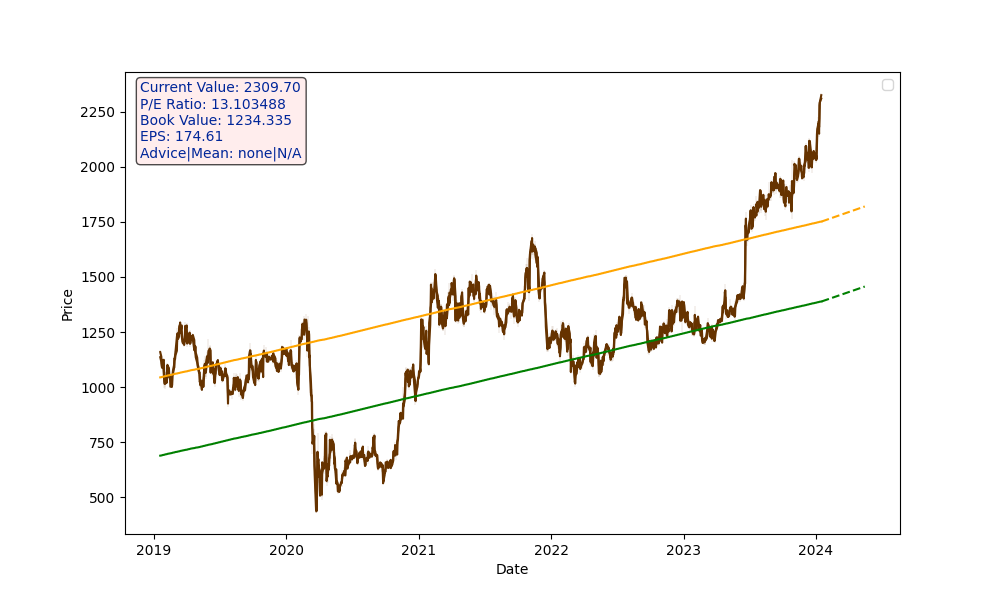 Current Value: 2309.70
P/E Ratio: 13.103488
Book Value: 1234.335
EPS: 174.61
Advice|Mean: none|N/A
2250
2000
1750
1500
1250
1000
750
500
Price
2019 2020 2021 2022 2023 2024
Date